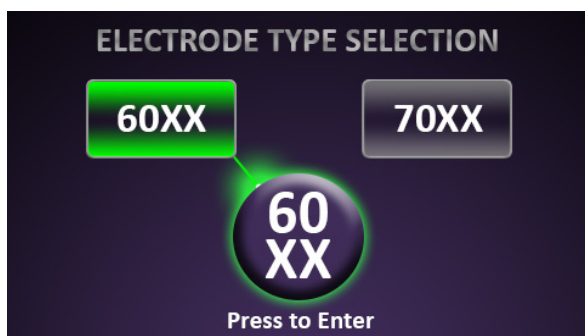 ELECTRODE TYPE SELECTION
60XX
70XX
60
XX
Press to Enter